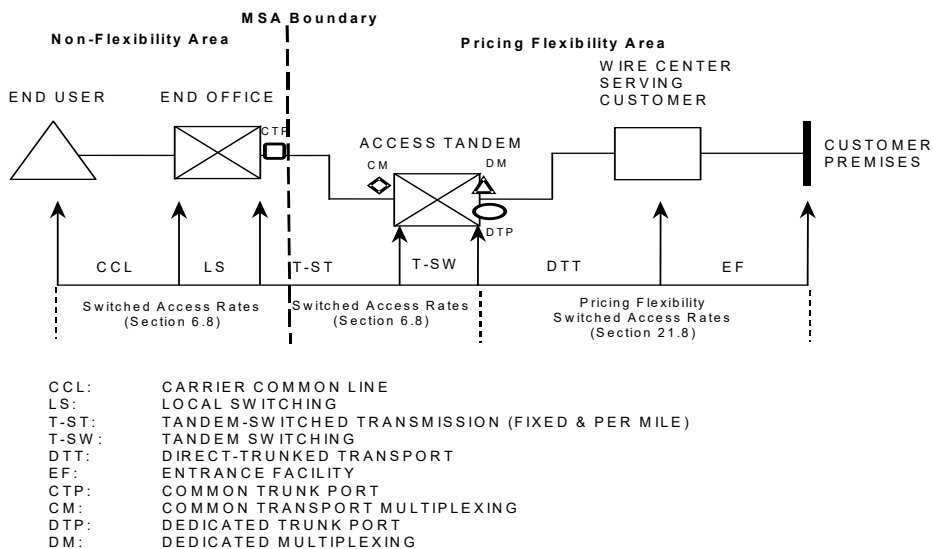 MSA Boundary
Non-Flexibility Area
Pricing Flexibility Area
WIRE CENTER
SERVING
CUSTOMER
END USER
END OFFICE
CTP
ACCESS TANDEM
CM
DM
CUSTOMER
PREMISES
DTP
CCL
LS
T-ST
T-SW
DTT
EF
Switched Access Rates
(Section 6.8)
Switched Access Rates
(Section 6.8)
Pricing Flexibility
Switched Access Rates
(Section 21.8)
CCL: CARRIER COMMON LINE
LS: LOCAL SWITCHING
T-ST: TANDEM-SWITCHED TRANSMISSION (FIXED & PER MILE)
T-SW: TANDEM SWITCHING
DTT: DIRECT-TRUNKED TRANSPORT
EF: ENTRANCE FACILITY
CTP: COMMON TRUNK PORT
CM: COMMON TRANSPORT MULTIPLEXING
DTP: DEDICATED TRUNK PORT
DM: DEDICATED MULTIPLEXING